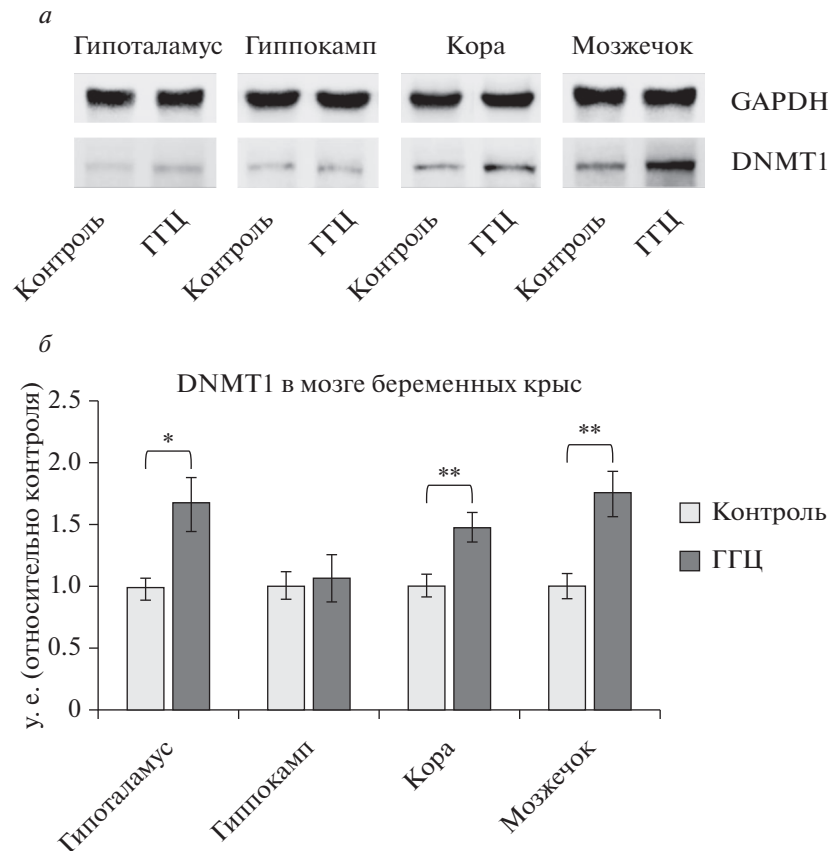 а
Гипоталамус Гиппокамп Кора Мозжечок
GAPDH
DNMT1
Контроль ГГЦ Контроль ГГЦ Контроль ГГЦ Контроль ГГЦ
б
DNMT1 в мозге беременных крыс
у. е. (относительно контроля)
2.5
2.0
1.5
1.0
0.5
0
* ** **
Контроль
ГГЦ
Гипоталамус Гиппокамп Кора Мозжечок